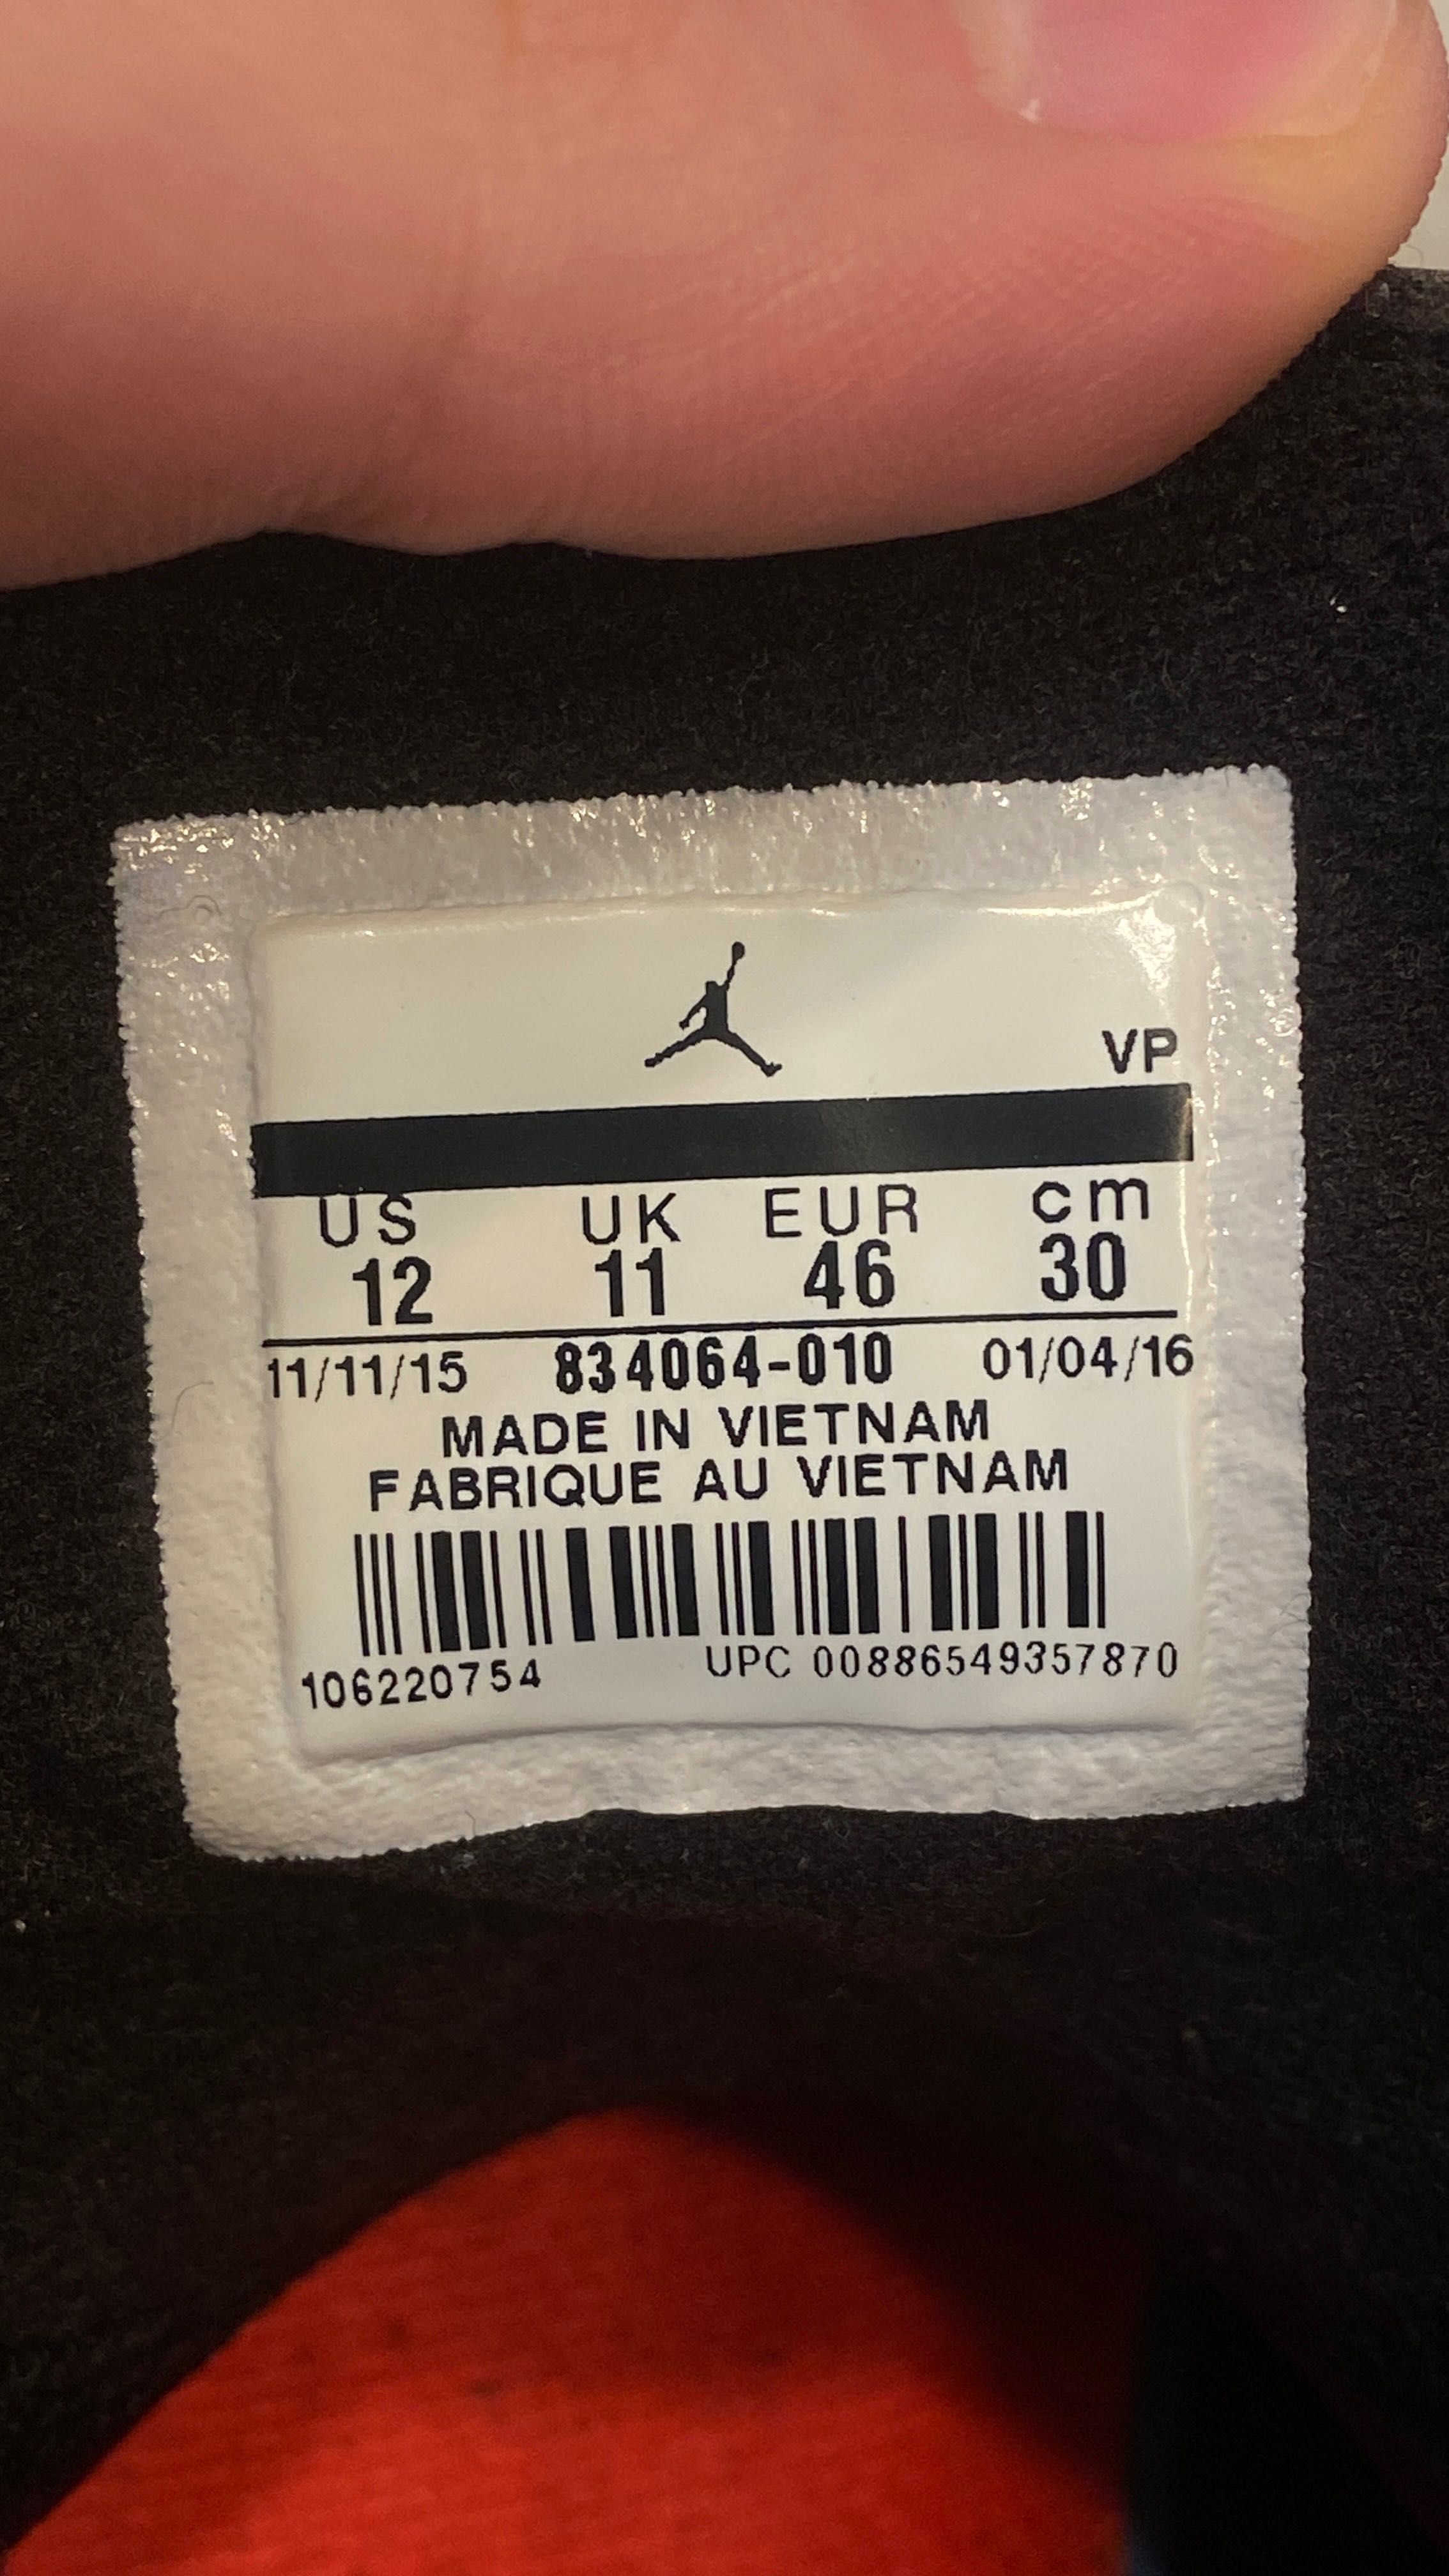 VP
US UK EUR cm
12 11 46 30
11/11/15 834064-010 01/04/16
MADE IN VIETNAM
FABRIQUE AU VIETNAM
106220754 UPC 00886549357870